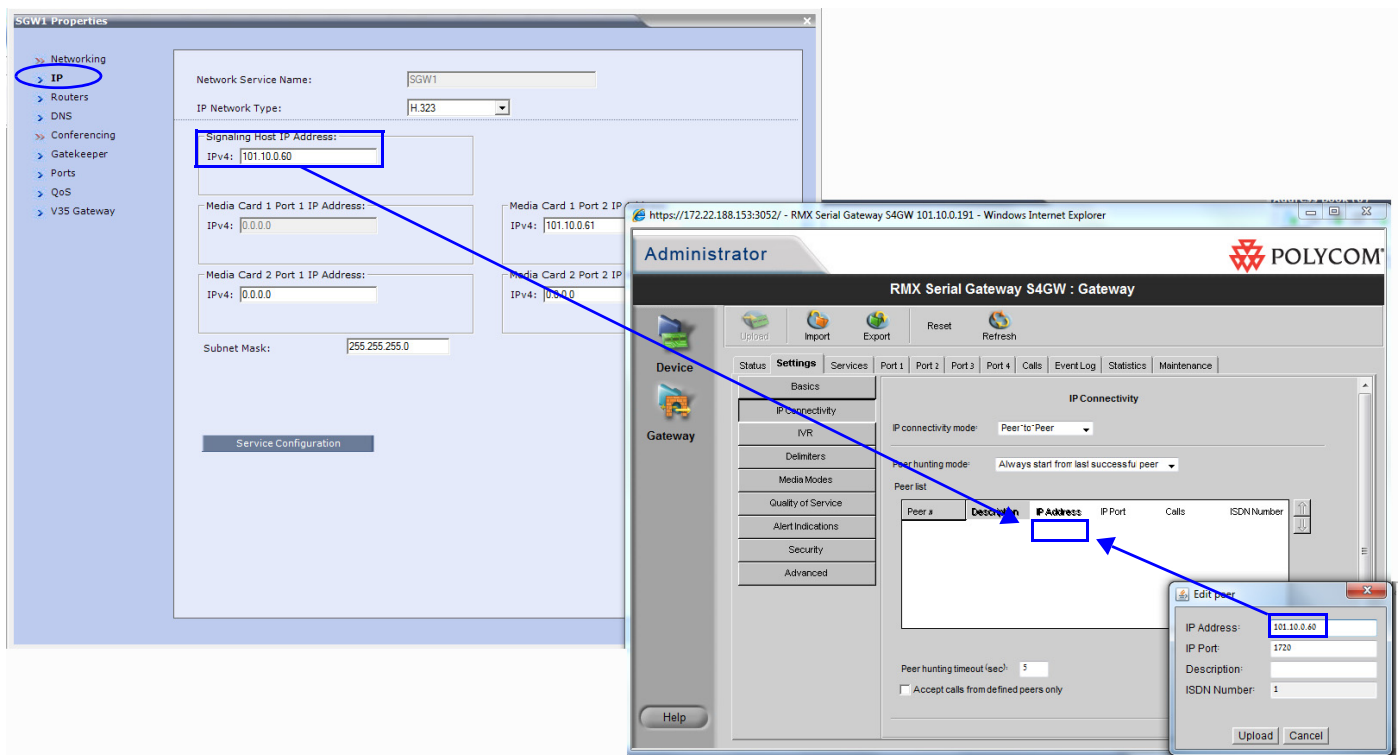 SGW1 Properties
Networking
IP
Routers
DNS
Conferencing
Gatekeeper
Ports
QoS
V35 Gateway
Network Service Name: SGW1
IP Network Type: H.323
Signaling Host IP Address:
IPv4: 101.10.0.60
Media Card 1 Port 1 IP Address:
IPv4: 0.0.0.0
Media Card 1 Port 2 IP
IPv4: 101.10.0.61
Media Card 2 Port 1 IP Address:
IPv4: 0.0.0.0
Media Card 2 Port 2 IP
IPv4: 0.0.0.0
Subnet Mask: 255.255.255.0
Service Configuration
https://172.22.188.153:3052/ - RMX Serial Gateway S4GW 101.10.0.191 - Windows Internet Explorer
Administrator
POLYCOM
RMX Serial Gateway S4GW : Gateway
Device
Gateway
Help
Upload Import Export Reset Refresh
Status Settings Services Port 1 Port 2 Port 3 Port 4 Calls Event Log Statistics Maintenance
Basics
IP Connectivity
IVR
Delimiters
Media Modes
Quality of Service
Alert Indications
Security
Advanced
IP Connectivity
IP connectivity mode: Peer-to-Peer
Peer hunting mode: Always start from last successful peer
Peer list
Peer # Description IP Address IP Port Calls ISDN Number
Peer hunting timeout (sec): 5
Accept calls from defined peers only
Edit peer
IP Address: 101.10.0.60
IP Port: 1720
Description:
ISDN Number: 1
Upload Cancel